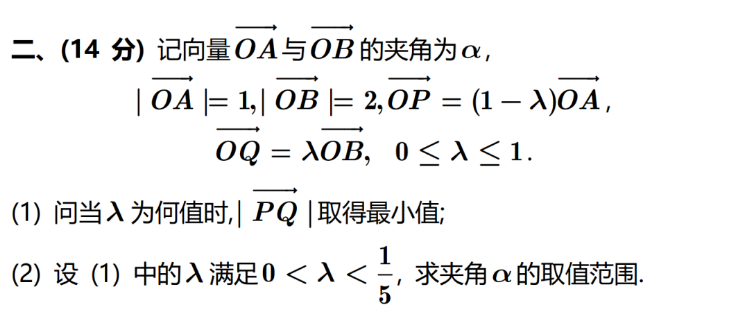 二、(14 分) 记向量$\overrightarrow{OA}$与$\overrightarrow{OB}$的夹角为$\alpha$,
$|\overrightarrow{OA}|=1,|\overrightarrow{OB}|=2,\overrightarrow{OP}=(1-\lambda)\overrightarrow{OA}$,
$\overrightarrow{OQ}=\lambda\overrightarrow{OB},\ 0\leq\lambda\leq 1.$
(1) 问当$\lambda$为何值时,$|\overrightarrow{PQ}|$取得最小值;
(2) 设 (1) 中的$\lambda$满足$0<\lambda<\frac{1}{5}$, 求夹角$\alpha$的取值范围.